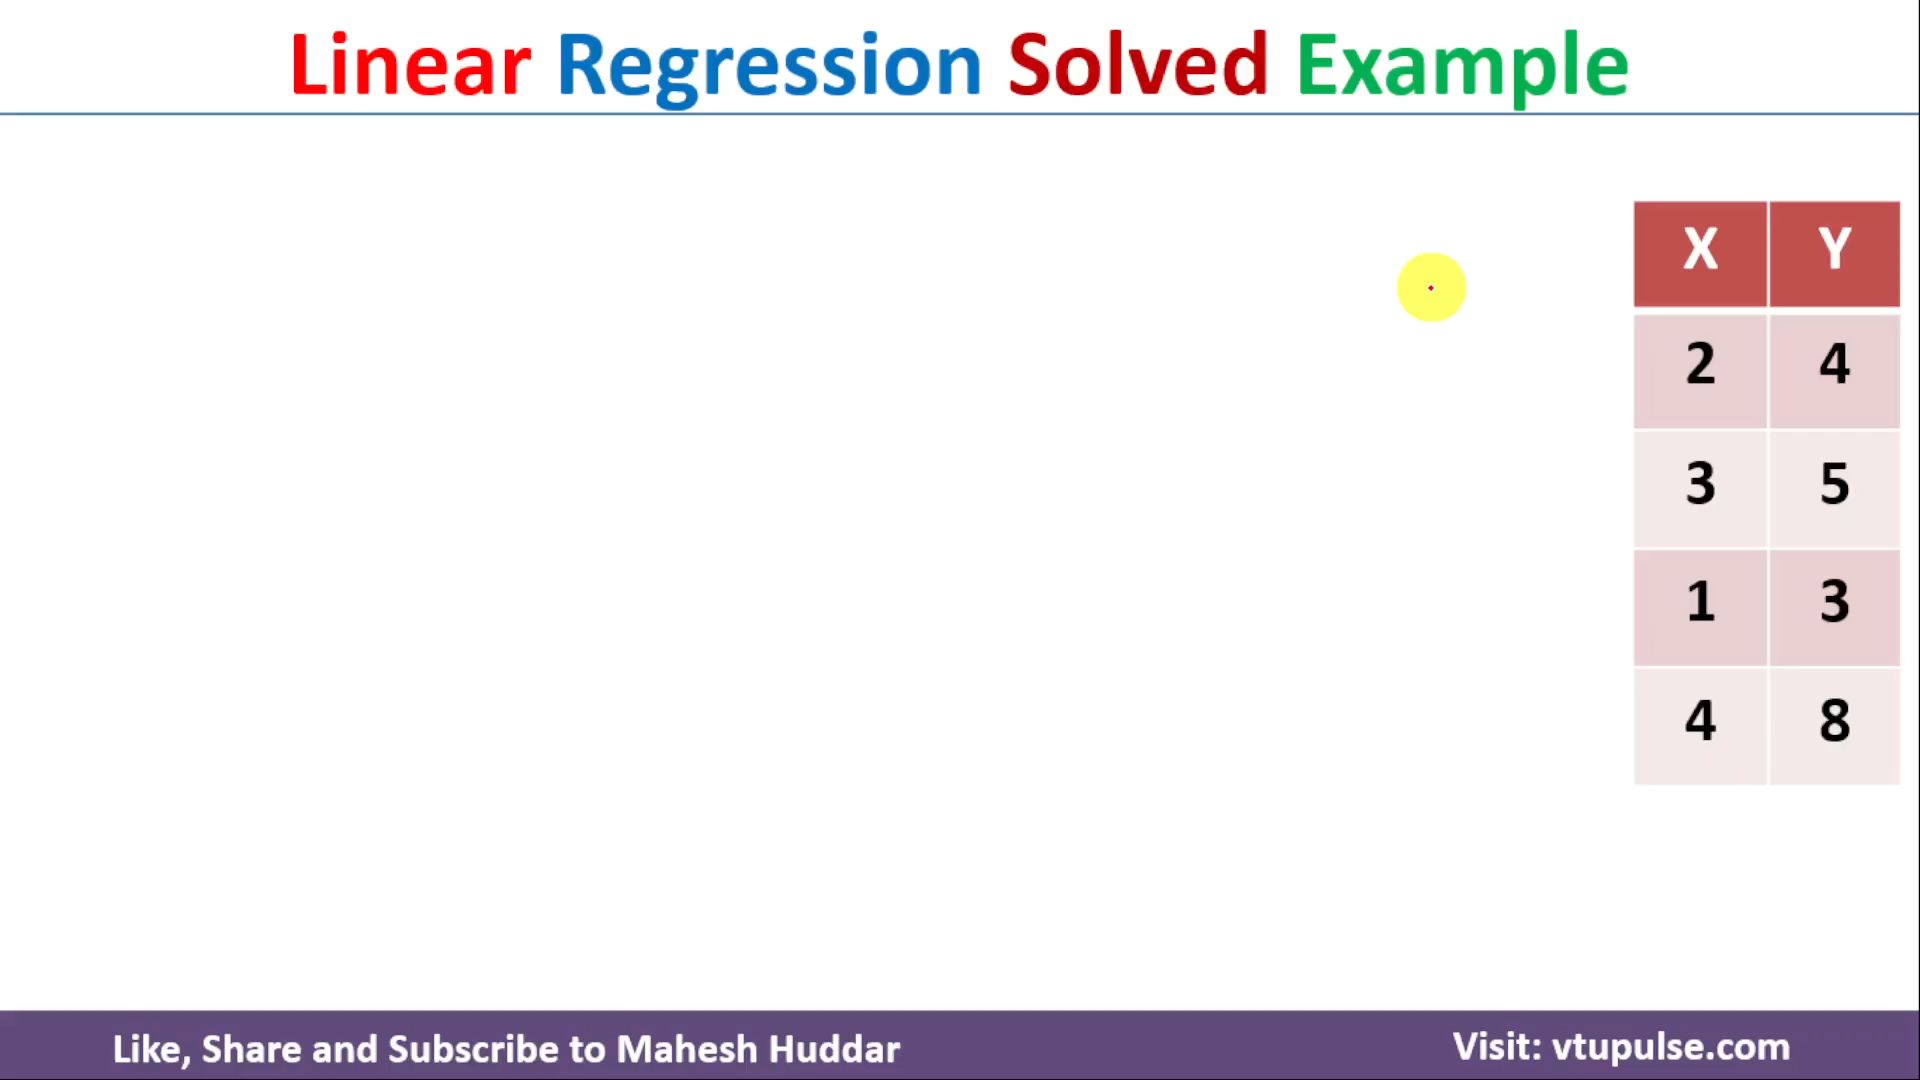 Linear Regression Solved Example
X Y
2 4
3 5
1 3
4 8
Like, Share and Subscribe to Mahesh Huddar
Visit: vtupulse.com